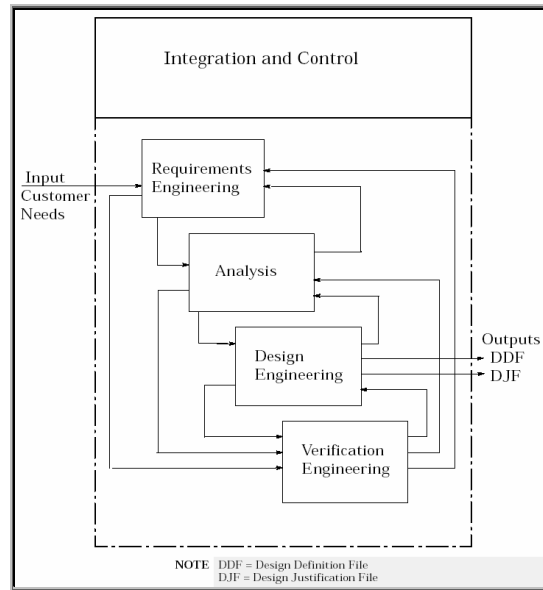 Integration and Control
Requirements
Engineering
Input
Customer
Needs
Analysis
Design
Engineering
Outputs
DDF
DJF
Verification
Engineering
NOTE DDF = Design Definition File
DJF = Design Justification File